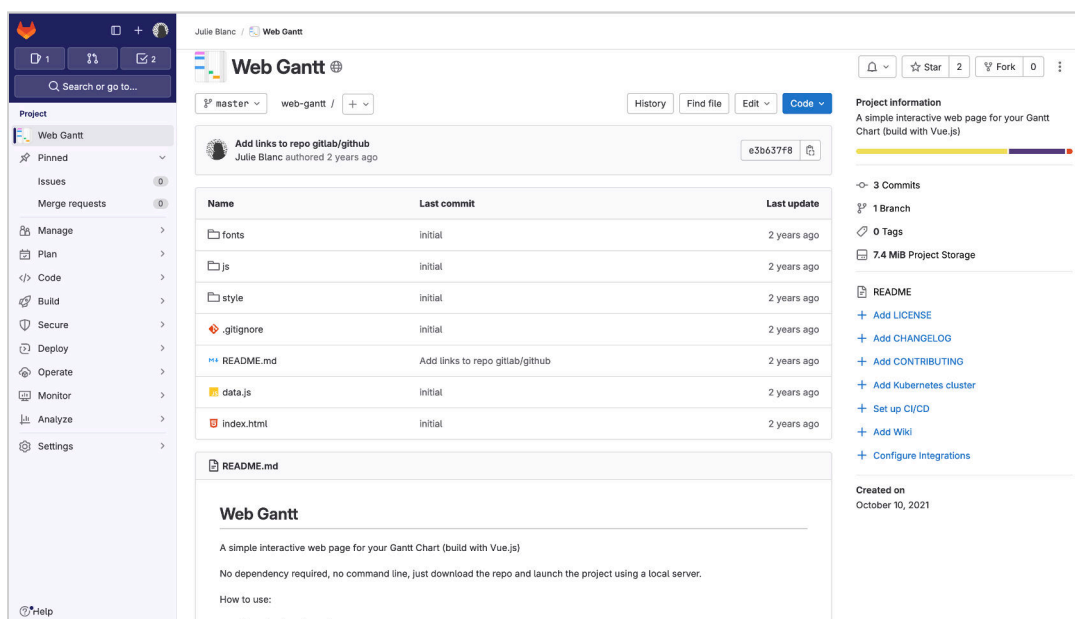 Julie Blanc / Web Gantt
1
2
Search or go to...
Project
Web Gantt
Pinned
Issues 0
Merge requests 0
Manage
Plan
Code
Build
Secure
Deploy
Operate
Monitor
Analyze
Settings
Help
Web Gantt
Star 2
Fork 0
master
web-gantt /
History
Find file
Edit
Code
Add links to repo gitlab/github
Julie Blanc authored 2 years ago
e3b637f8
Name Last commit Last update
fonts initial 2 years ago
js initial 2 years ago
style initial 2 years ago
.gitignore initial 2 years ago
README.md Add links to repo gitlab/github 2 years ago
data.js initial 2 years ago
index.html initial 2 years ago
README.md
Web Gantt
A simple interactive web page for your Gantt Chart (build with Vue.js)
No dependency required, no command line, just download the repo and launch the project using a local server.
How to use:
Project information
A simple interactive web page for your Gantt
Chart (build with Vue.js)
3 Commits
1 Branch
0 Tags
7.4 MiB Project Storage
README
Add LICENSE
Add CHANGELOG
Add CONTRIBUTING
Add Kubernetes cluster
Set up CI/CD
Add Wiki
Configure Integrations
Created on
October 10, 2021